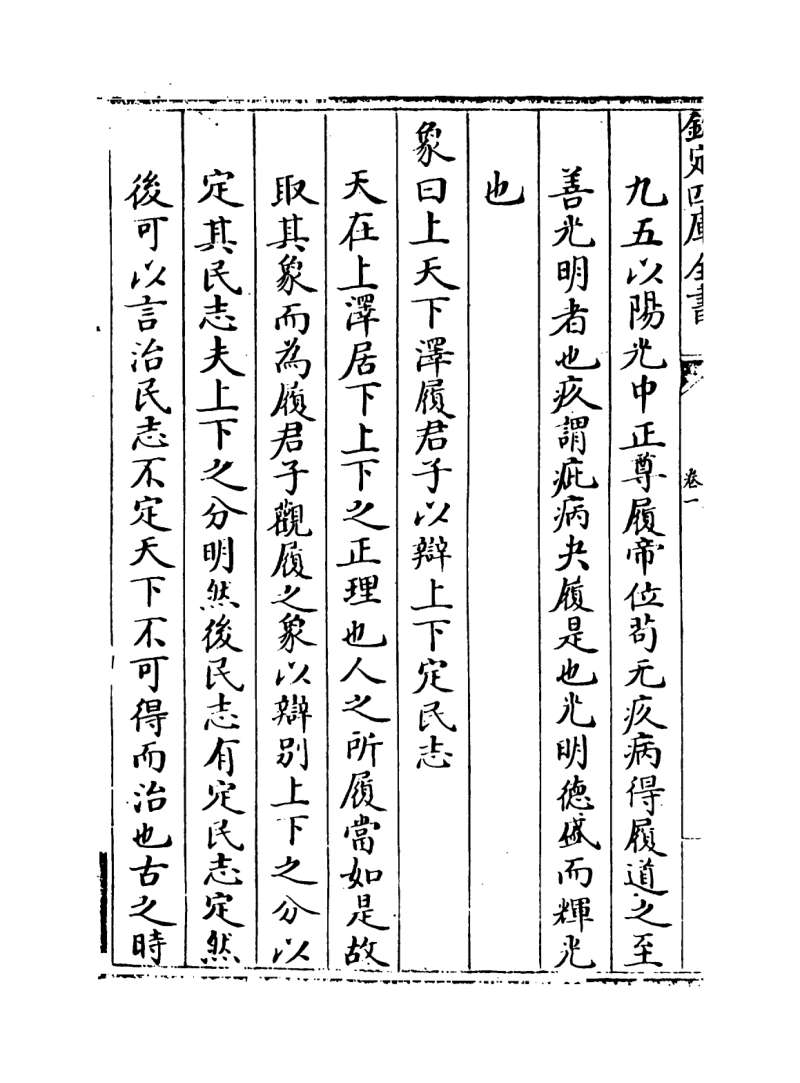 欽定四庫全書
卷一
九五以陽光中正尊履帝位苟无疚病得履道之至
善光明者也疚謂疵病夬履是也光明德盛而輝光
也
象曰上天下澤履君子以辯上下定民志
天在上澤居下上下之正理也人之所履當如是故
取其象而為履君子觀履之象以辯別上下之分以
定其民志夫上下之分明然後民志有定民志定然
後可以言治民志不定天下不可得而治也古之時